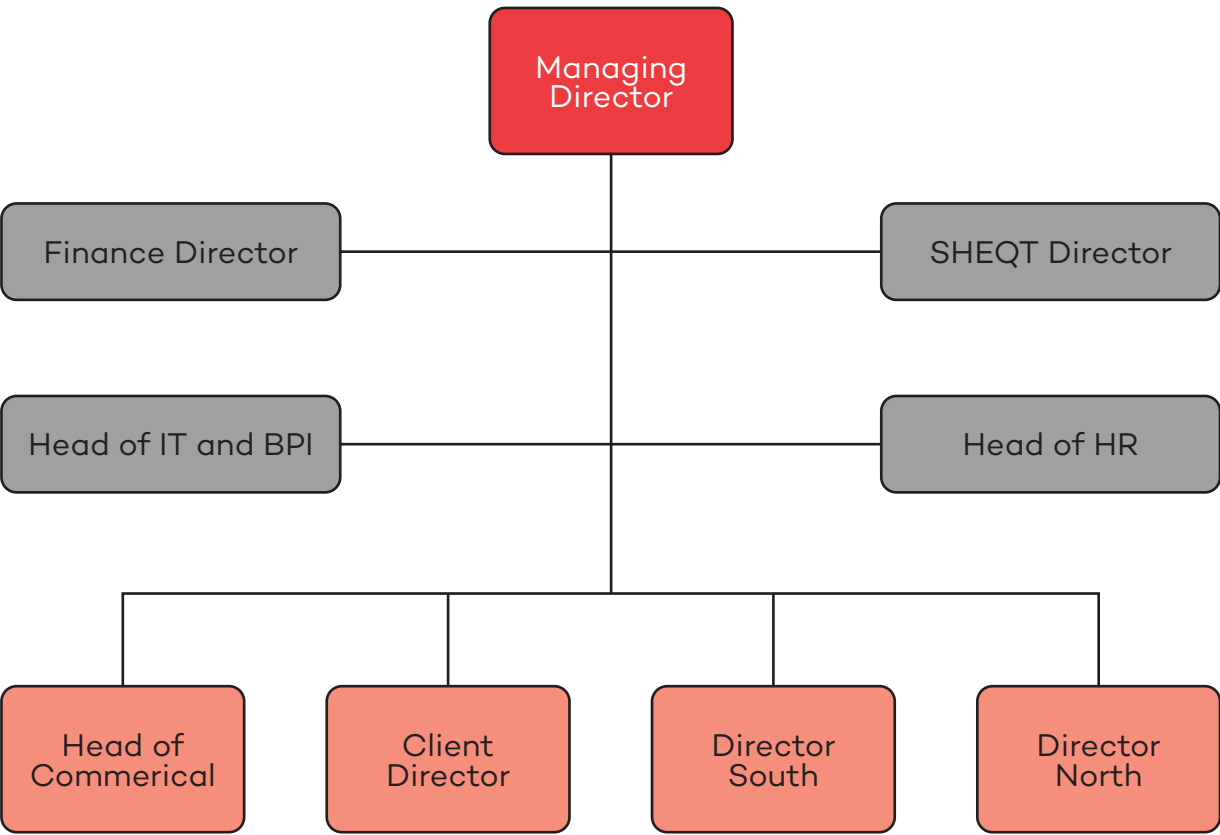 Managing
Director
Finance Director
SHEQT Director
Head of IT and BPI
Head of HR
Head of
Commerical
Client
Director
Director
South
Director
North